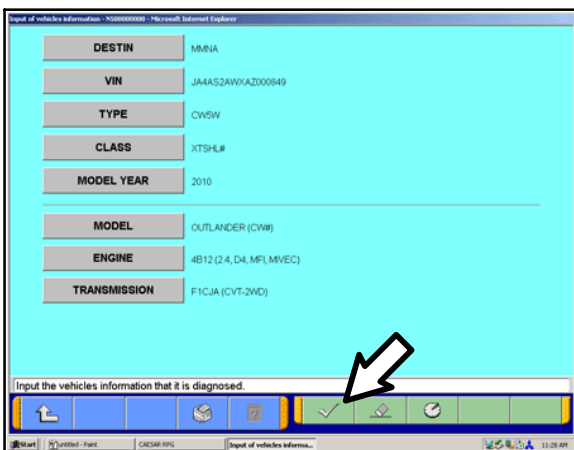 Input of vehicles information - NS00000000 - Microsoft Internet Explorer
DESTIN MMNA
VIN JA4AS2AWXAZ000849
TYPE CW5W
CLASS XTSHL#
MODEL YEAR 2010
MODEL OUTLANDER (CW#)
ENGINE 4B12 (2.4, D4, MFI, MIVEC)
TRANSMISSION F1CJA (CVT-2WD)
Input the vehicles information that it is diagnosed.
Start untitled - Paint CAESAR RPG Input of vehicles informa... 11:28 AM